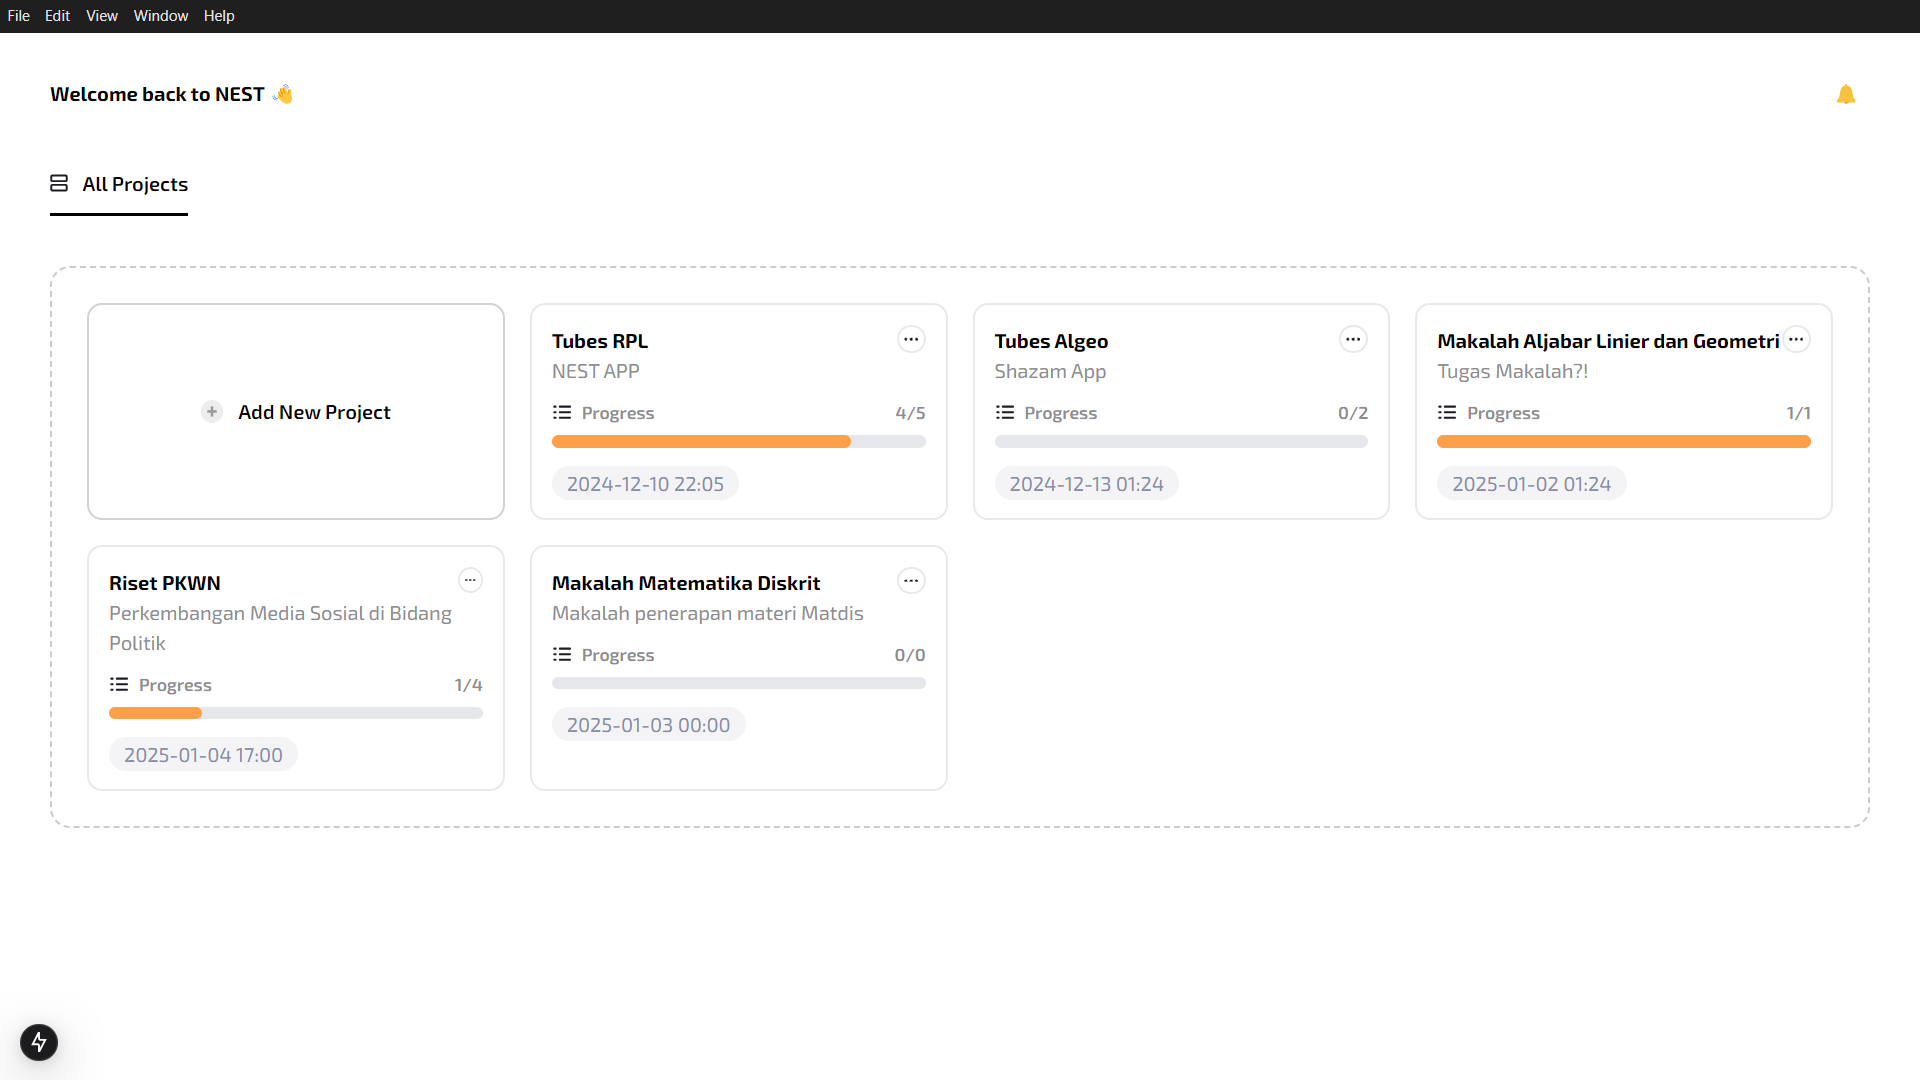 File Edit View Window Help
Welcome back to NEST 👋
All Projects
Add New Project
Tubes RPL
NEST APP
Progress 4/5
2024-12-10 22:05
Tubes Algeo
Shazam App
Progress 0/2
2024-12-13 01:24
Makalah Aljabar Linier dan Geometri
Tugas Makalah?!
Progress 1/1
2025-01-02 01:24
Riset PKWN
Perkembangan Media Sosial di Bidang
Politik
Progress 1/4
2025-01-04 17:00
Makalah Matematika Diskrit
Makalah penerapan materi Matdis
Progress 0/0
2025-01-03 00:00